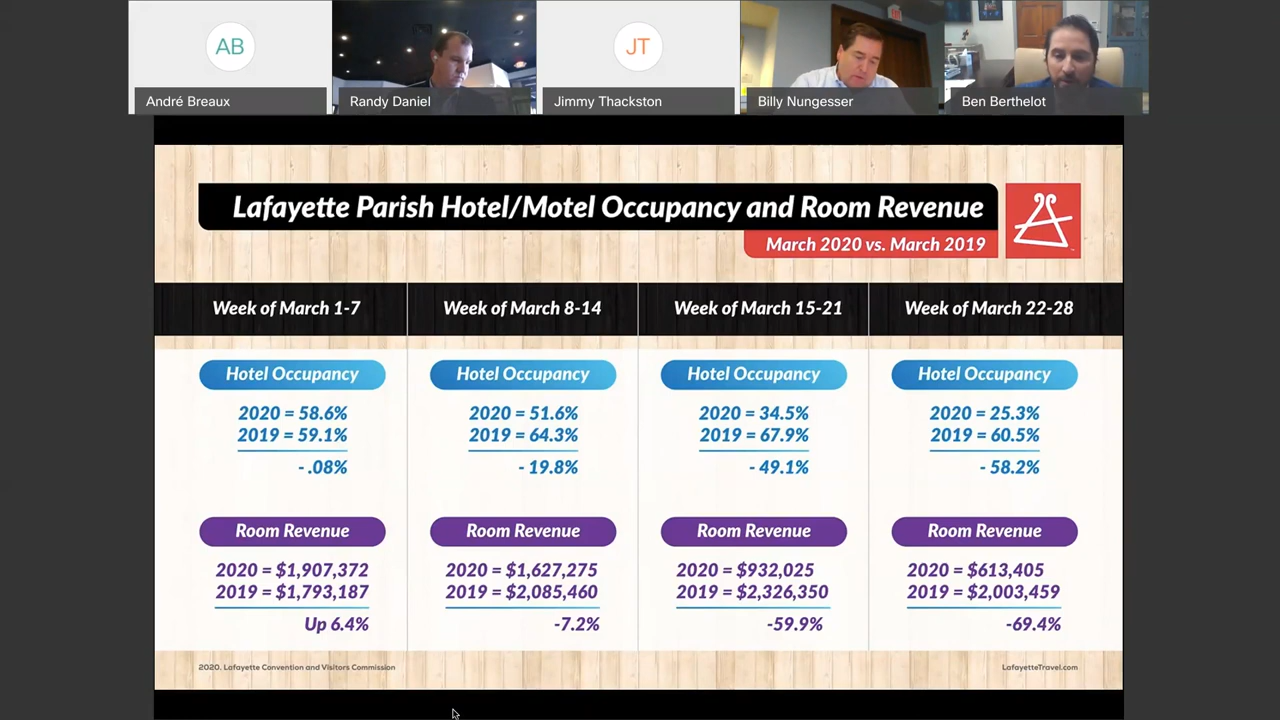 AB
JT
André Breaux
Randy Daniel
Jimmy Thackston
Billy Nungesser
Ben Berthelot
Lafayette Parish Hotel/Motel Occupancy and Room Revenue
March 2020 vs. March 2019
Week of March 1-7
Week of March 8-14
Week of March 15-21
Week of March 22-28
Hotel Occupancy
2020 = 58.6%
2019 = 59.1%
- .08%
Hotel Occupancy
2020 = 51.6%
2019 = 64.3%
- 19.8%
Hotel Occupancy
2020 = 34.5%
2019 = 67.9%
- 49.1%
Hotel Occupancy
2020 = 25.3%
2019 = 60.5%
- 58.2%
Room Revenue
2020 = $1,907,372
2019 = $1,793,187
Up 6.4%
Room Revenue
2020 = $1,627,275
2019 = $2,085,460
-7.2%
Room Revenue
2020 = $932,025
2019 = $2,326,350
-59.9%
Room Revenue
2020 = $613,405
2019 = $2,003,459
-69.4%
2020. Lafayette Convention and Visitors Commission
LafayetteTravel.com